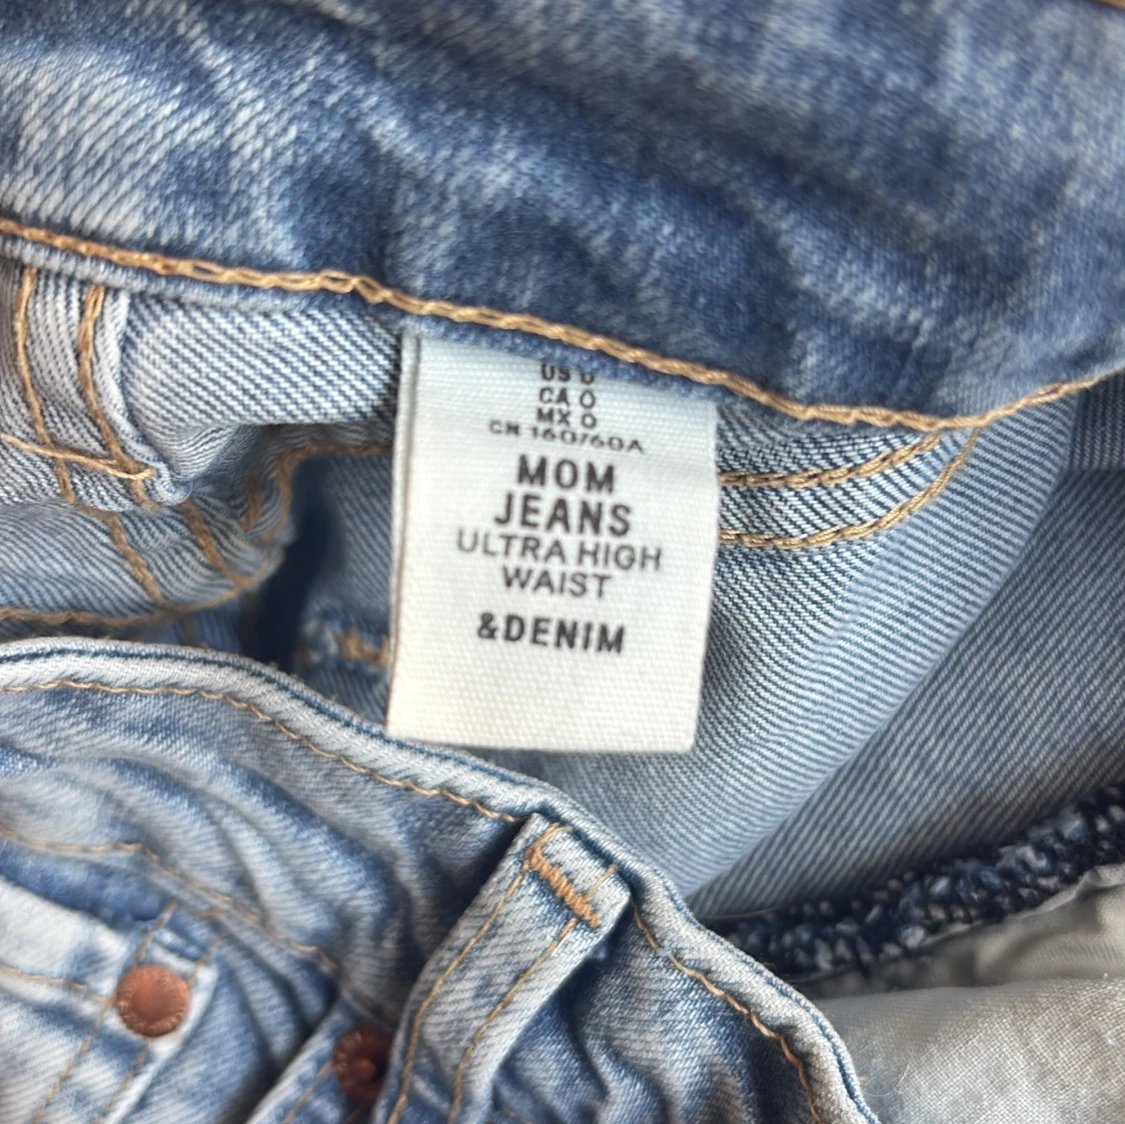 US 0
CA 0
MX 0
CN 160/60A
MOM
JEANS
ULTRA HIGH
WAIST
&DENIM